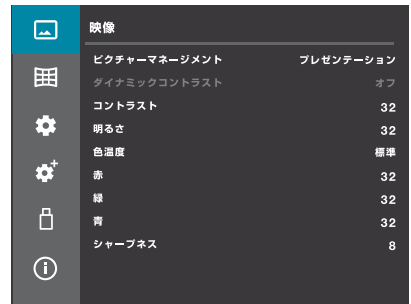 映像
ピクチャーマネージメント プレゼンテーション
ダイナミックコントラスト オフ
コントラスト 32
明るさ 32
色温度 標準
赤 32
緑 32
青 32
シャープネス 8